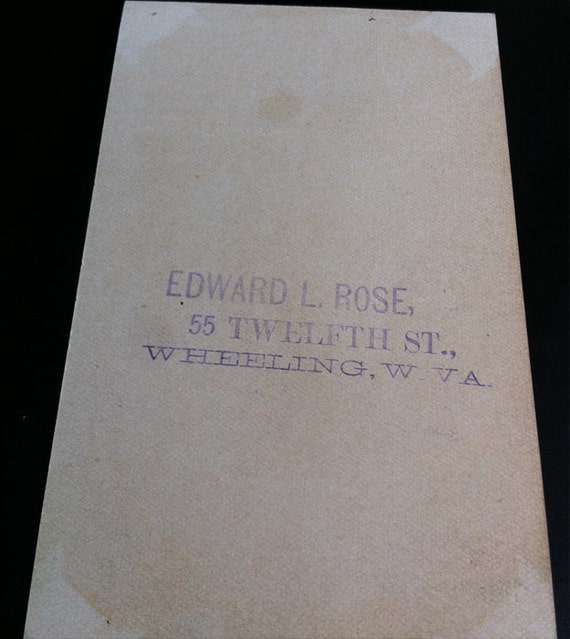 EDWARD L. ROSE,
55 TWELFTH ST.,
WHEELING, W. VA.